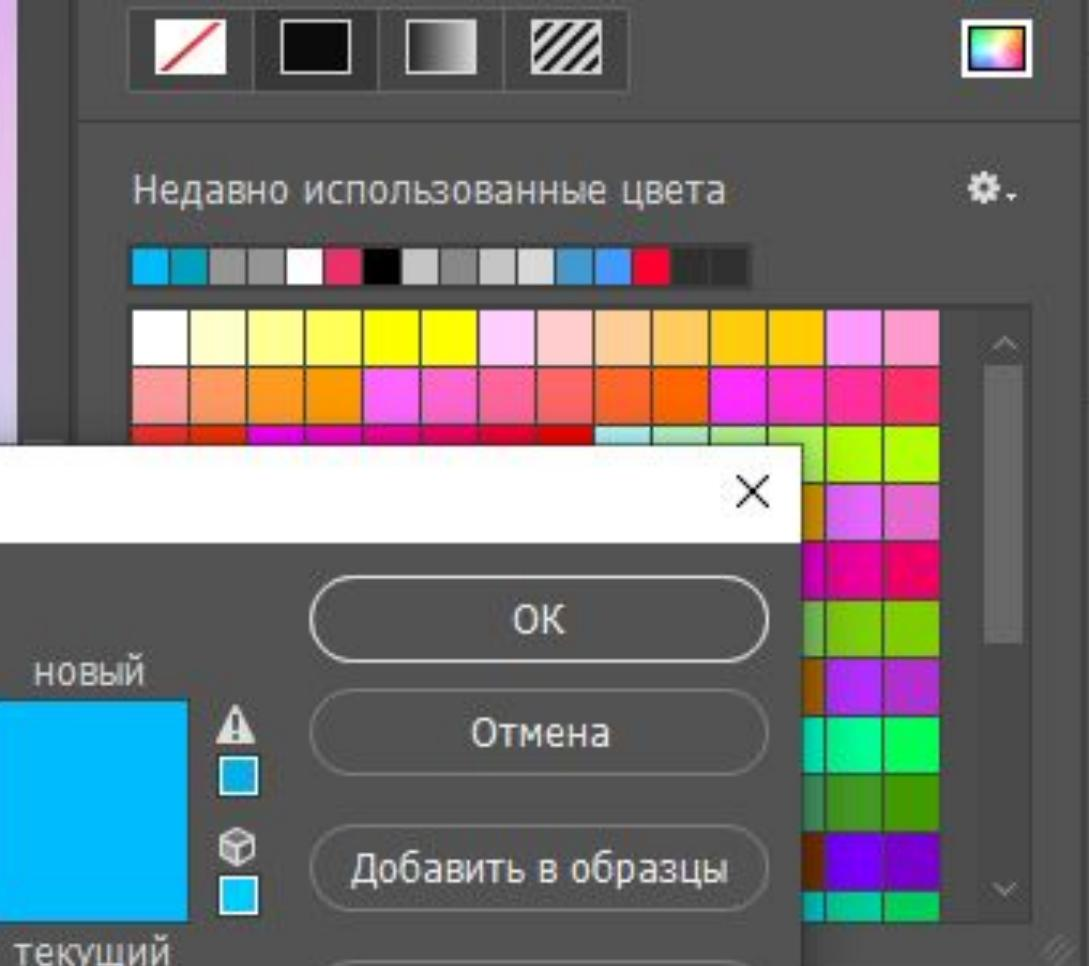 Недавно использованные цвета
ОК
новый
Отмена
Добавить в образцы
текущий